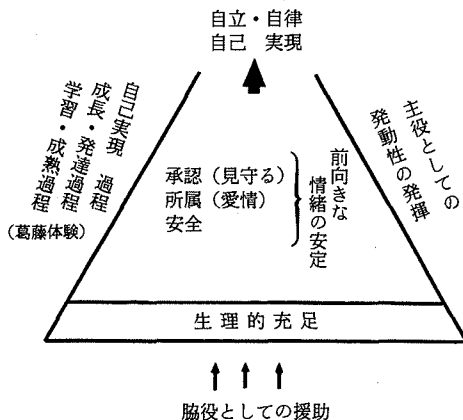 自立・自律
自己　実現
自己実現　過程
成長・発達過程
学習・成熟過程
（葛藤体験）
主役としての
発動性の発揮
承認（見守る）
所属（愛情）
安全
前向きな
情緒の安定
生理的充足
脇役としての援助